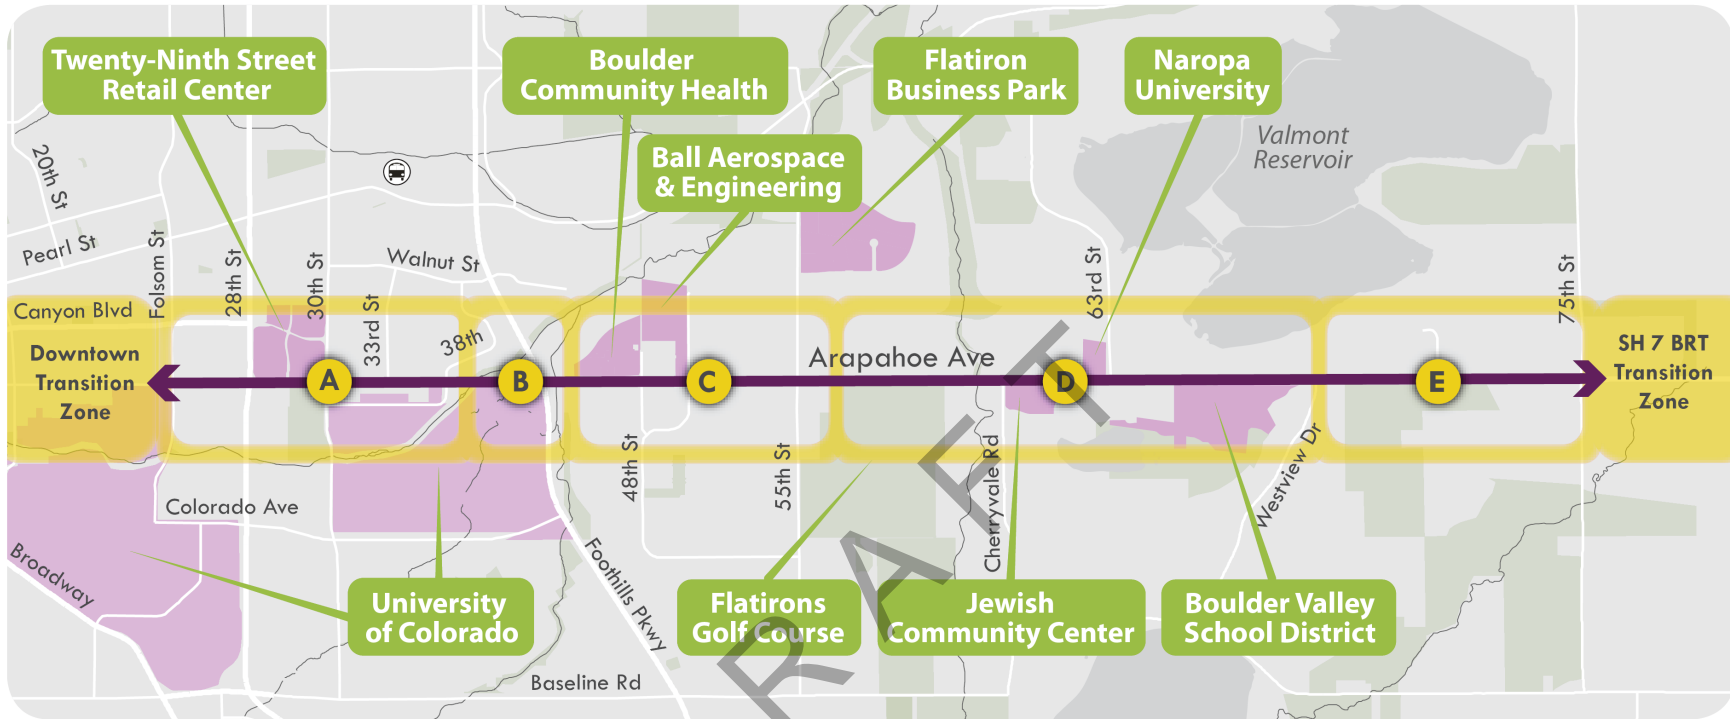 Twenty-Ninth Street
Retail Center
Boulder
Community Health
Flatiron
Business Park
Naropa
University
Ball Aerospace
& Engineering
Valmont
Reservoir
20th St
Pearl St
Folsom St
28th St
30th St
Walnut St
33rd St
38th
63rd St
75th St
Canyon Blvd
Downtown
Transition
Zone
Arapahoe Ave
SH 7 BRT
Transition
Zone
A
B
C
D
E
48th St
55th St
Cherryvale Rd
Westview Dr
Colorado Ave
Broadway
Foothills Pkwy
University
of Colorado
Flatirons
Golf Course
Jewish
Community Center
Boulder Valley
School District
Baseline Rd
RAFT